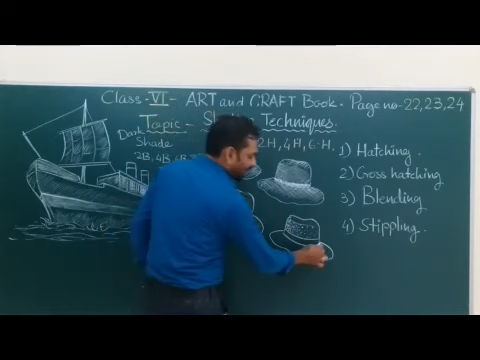 Class - VI - ART and CRAFT Book. Page no-22,23,24
Topic - Techniques.
Dark
Shade
2B, 4B, 2H, 4H, 6-H.
1) Hatching.
2) Cross hatching
3) Blending
4) Stippling.